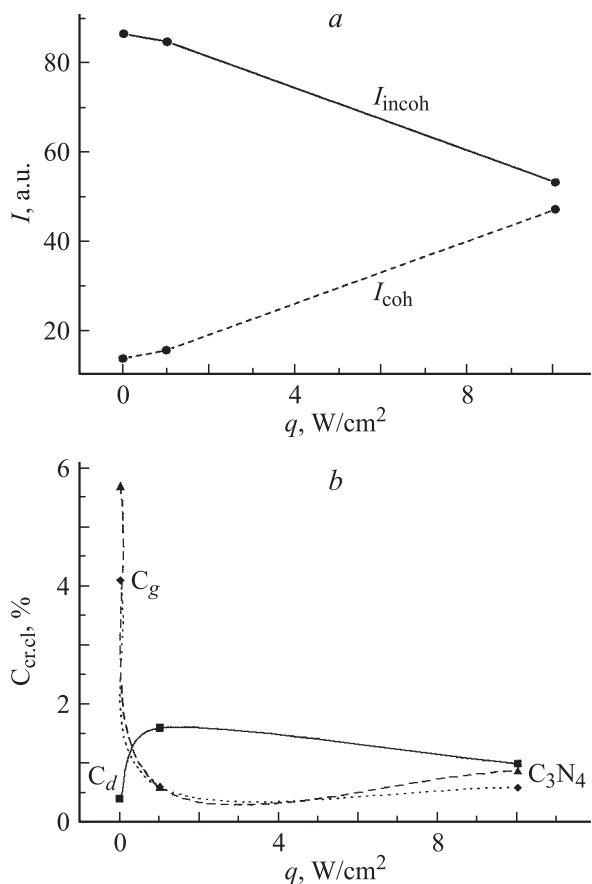 a
80
60
40
20
I, a.u.
I_incoh
I_coh
0
4
8
q, W/cm²
b
6
4
2
0
C_cr.cl, %
C_g
C_d
C₃N₄
0
4
8
q, W/cm²